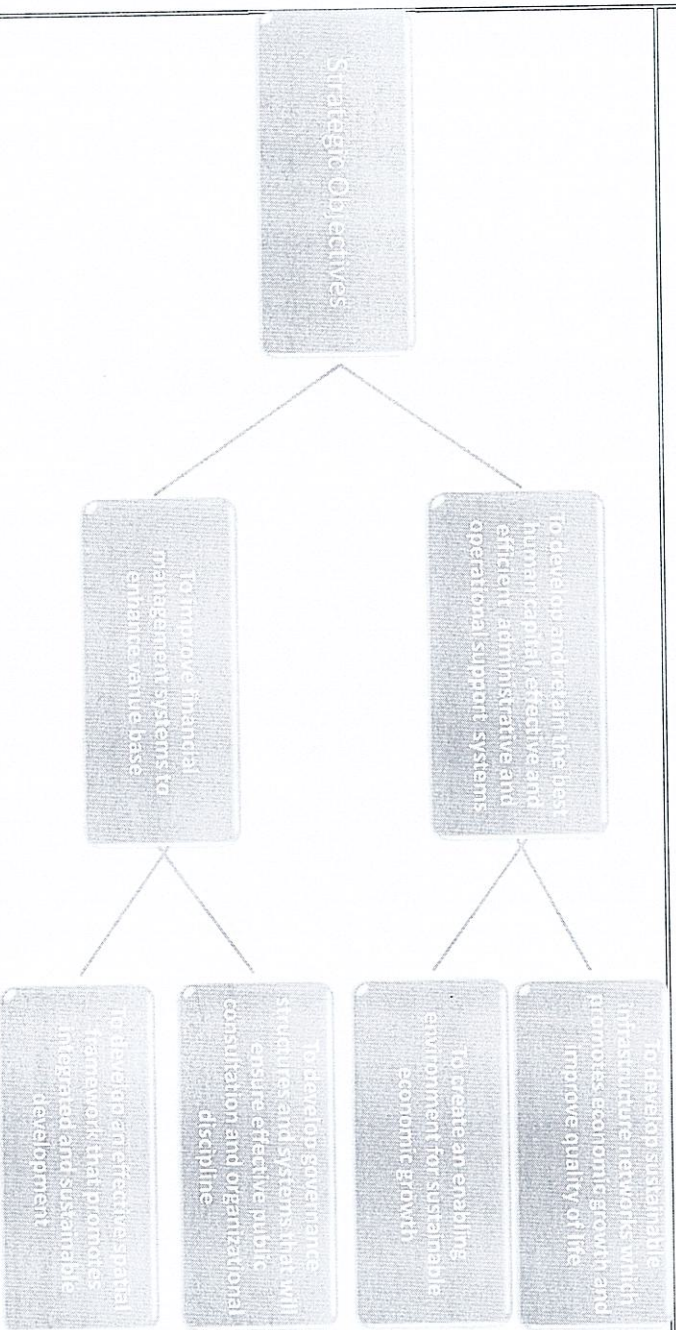 Strategic Objectives
To develop and retain the best
human capital, effective and
efficient administrative and
operational support systems
To improve financial
management systems to
enhance value base
To develop sustainable
infrastructure networks which
promotes economic growth and
improve quality of life
To create an enabling
environment for sustainable
economic growth
To develop governance
structures and systems that will
ensure effective public
consultation and organizational
discipline
To develop an effective spatial
framework that promotes
integrated and sustainable
development